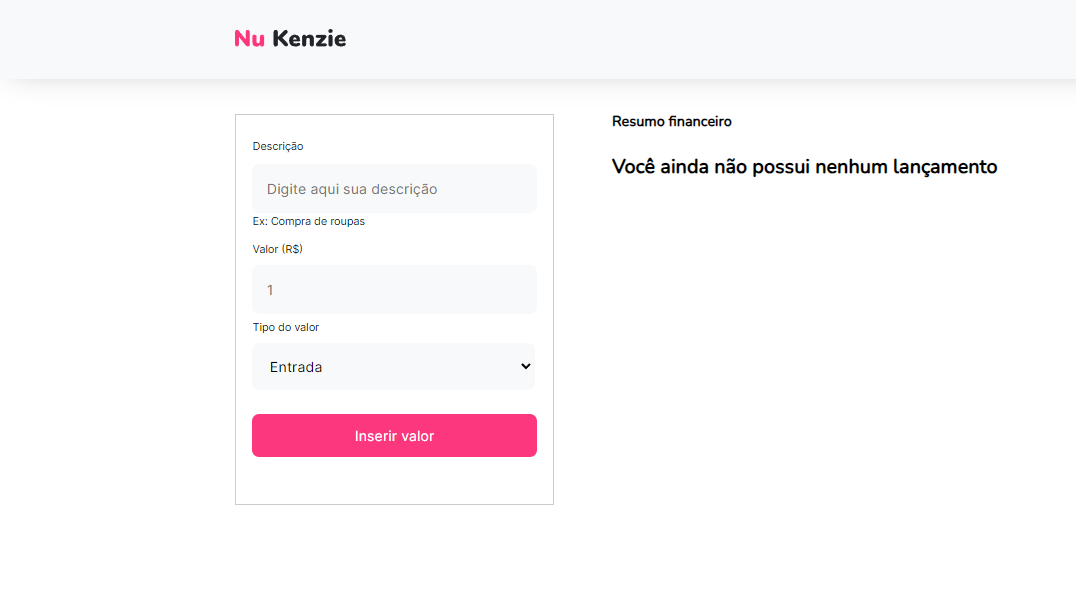 Nu Kenzie
Descrição
Digite aqui sua descrição
Ex: Compra de roupas
Valor (R$)
1
Tipo do valor
Entrada
Inserir valor
Resumo financeiro
Você ainda não possui nenhum lançamento